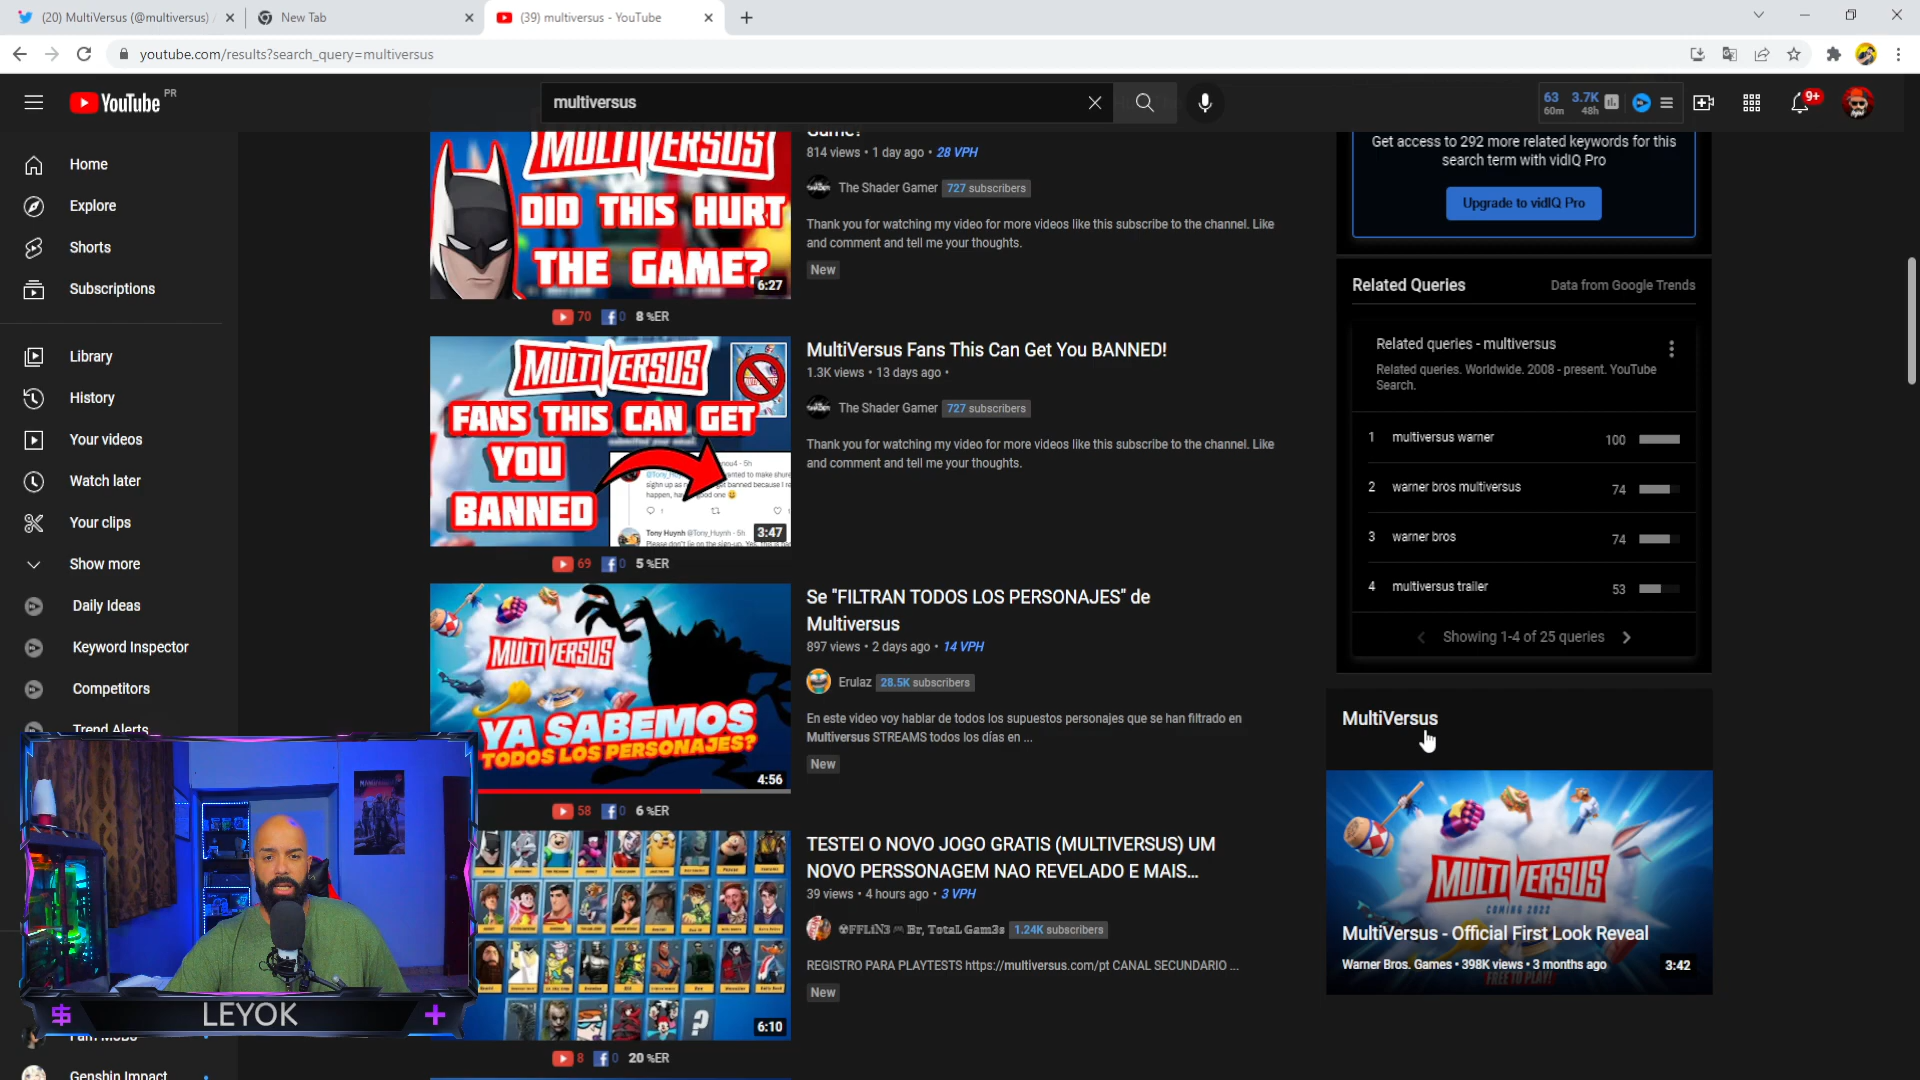 (20) MultiVersus (@multiversus)
New Tab
(39) multiversus - YouTube
youtube.com/results?search_query=multiversus
YouTube PR
multiversus
63 60m
3.7K 48h
9+
Home
Explore
Shorts
Subscriptions
Library
History
Your videos
Watch later
Your clips
Show more
Daily Ideas
Keyword Inspector
Competitors
Trend Alerts
Genshin Impact
LEYOK
MULTIVERSUS
DID THIS HURT
THE GAME?
6:27
Game?
814 views • 1 day ago • 28 VPH
The Shader Gamer 727 subscribers
Thank you for watching my video for more videos like this subscribe to the channel. Like
and comment and tell me your thoughts.
New
70 0 8 %ER
MULTIVERSUS
FANS THIS CAN GET
YOU
BANNED
Tony Huynh @Tony_Huynh · 5h
3:47
MultiVersus Fans This Can Get You BANNED!
1.3K views • 13 days ago •
The Shader Gamer 727 subscribers
Thank you for watching my video for more videos like this subscribe to the channel. Like
and comment and tell me your thoughts.
69 0 5 %ER
MULTIVERSUS
YA SABEMOS
TODOS LOS PERSONAJES?
4:56
Se "FILTRAN TODOS LOS PERSONAJES" de
Multiversus
897 views • 2 days ago • 14 VPH
Erulaz 28.5K subscribers
En este video voy hablar de todos los supuestos personajes que se han filtrado en
Multiversus STREAMS todos los días en ...
New
58 0 6 %ER
?
6:10
TESTEI O NOVO JOGO GRATIS (MULTIVERSUS) UM
NOVO PERSSONAGEM NAO REVELADO E MAIS...
39 views • 4 hours ago • 3 VPH
☢FFLiN3 🎮 Br, TotaL Gam3s 1.24K subscribers
REGISTRO PARA PLAYTESTS https://multiversus.com/pt CANAL SECUNDARIO ...
New
8 0 20 %ER
Get access to 292 more related keywords for this
search term with vidIQ Pro
Upgrade to vidIQ Pro
Related Queries
Data from Google Trends
Related queries - multiversus
Related queries. Worldwide. 2008 - present. YouTube
Search.
1 multiversus warner 100
2 warner bros multiversus 74
3 warner bros 74
4 multiversus trailer 53
Showing 1-4 of 25 queries
MultiVersus
MULTIVERSUS
COMING 2022
MultiVersus - Official First Look Reveal
Warner Bros. Games • 398K views • 3 months ago
FREE TO PLAY!
3:42